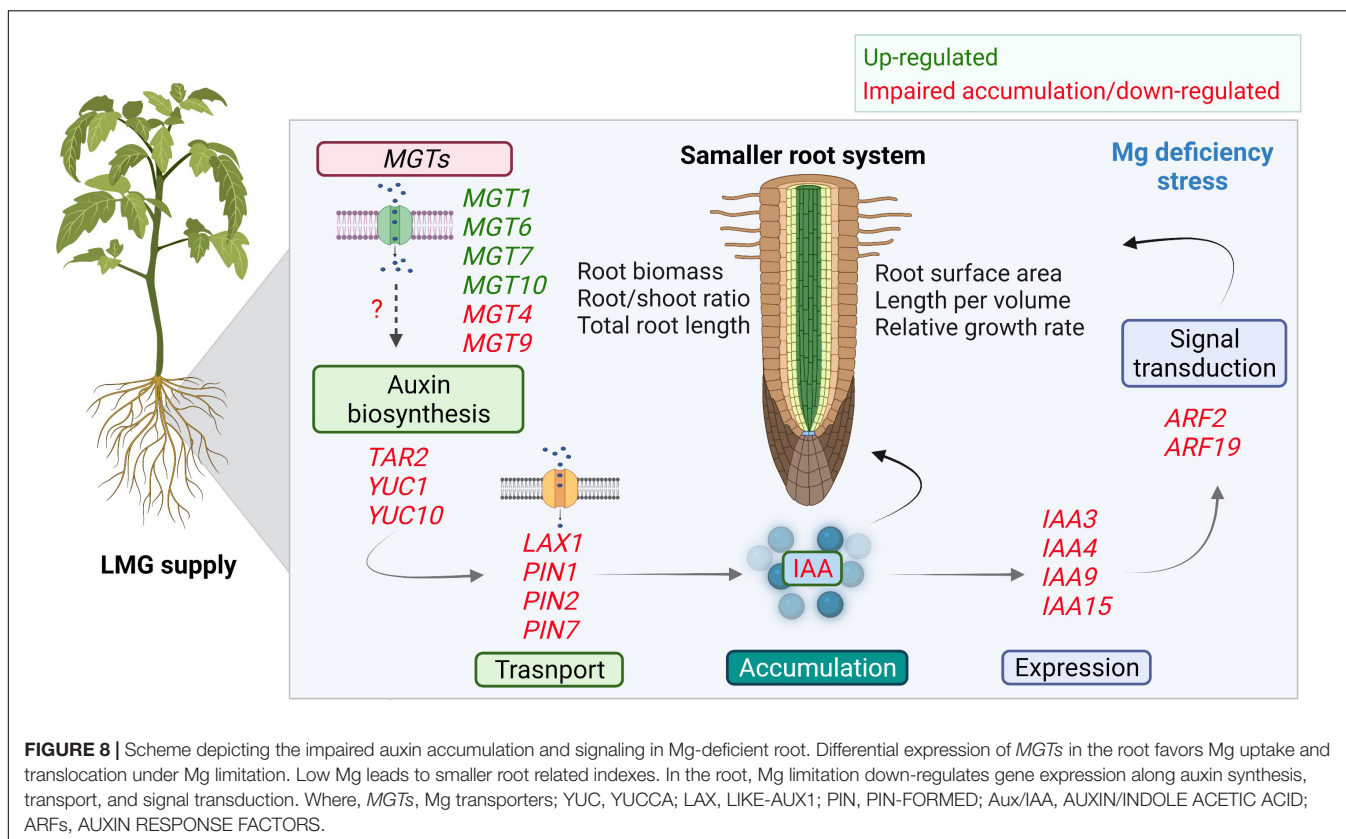 Up-regulated
Impaired accumulation/down-regulated
MGTs
MGT1
MGT6
MGT7
MGT10
MGT4
MGT9
?
Samaller root system
Mg deficiency
stress
Root biomass
Root/shoot ratio
Total root length
Root surface area
Length per volume
Relative growth rate
Signal
transduction
Auxin
biosynthesis
ARF2
ARF19
TAR2
YUC1
YUC10
LMG supply
LAX1
PIN1
PIN2
PIN7
IAA
IAA3
IAA4
IAA9
IAA15
Trasnport
Accumulation
Expression
FIGURE 8 | Scheme depicting the impaired auxin accumulation and signaling in Mg-deficient root. Differential expression of MGTs in the root favors Mg uptake and
translocation under Mg limitation. Low Mg leads to smaller root related indexes. In the root, Mg limitation down-regulates gene expression along auxin synthesis,
transport, and signal transduction. Where, MGTs, Mg transporters; YUC, YUCCA; LAX, LIKE-AUX1; PIN, PIN-FORMED; Aux/IAA, AUXIN/INDOLE ACETIC ACID;
ARFs, AUXIN RESPONSE FACTORS.